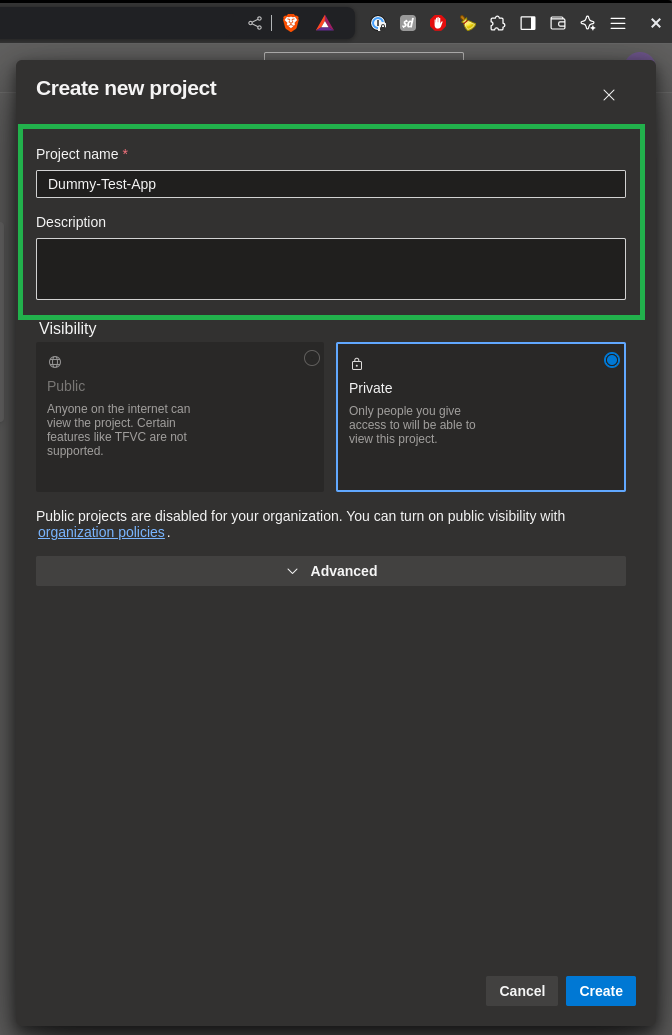 Create new project
Project name *
Dummy-Test-App
Description
Visibility
Public
Anyone on the internet can
view the project. Certain
features like TFVC are not
supported.
Private
Only people you give
access to will be able to
view this project.
Public projects are disabled for your organization. You can turn on public visibility with
organization policies .
Advanced
Cancel
Create